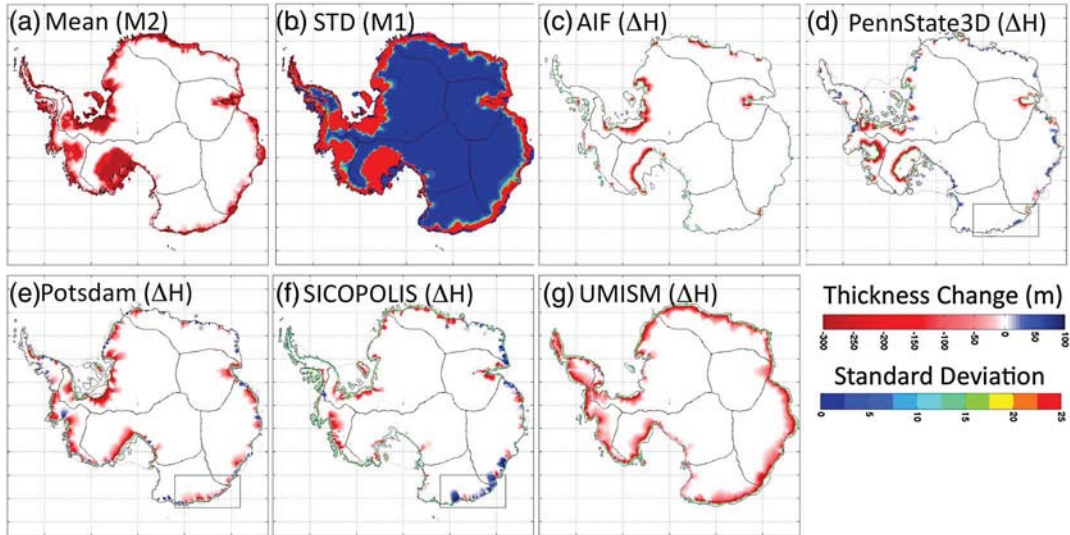 (a) Mean (M2)
(b) STD (M1)
(c) AIF (ΔH)
(d) PennState3D (ΔH)
(e) Potsdam (ΔH)
(f) SICOPOLIS (ΔH)
(g) UMISM (ΔH)
Thickness Change (m)
-300 -250 -200 -150 -100 -50 0 50 100
Standard Deviation
0 5 10 15 20 25